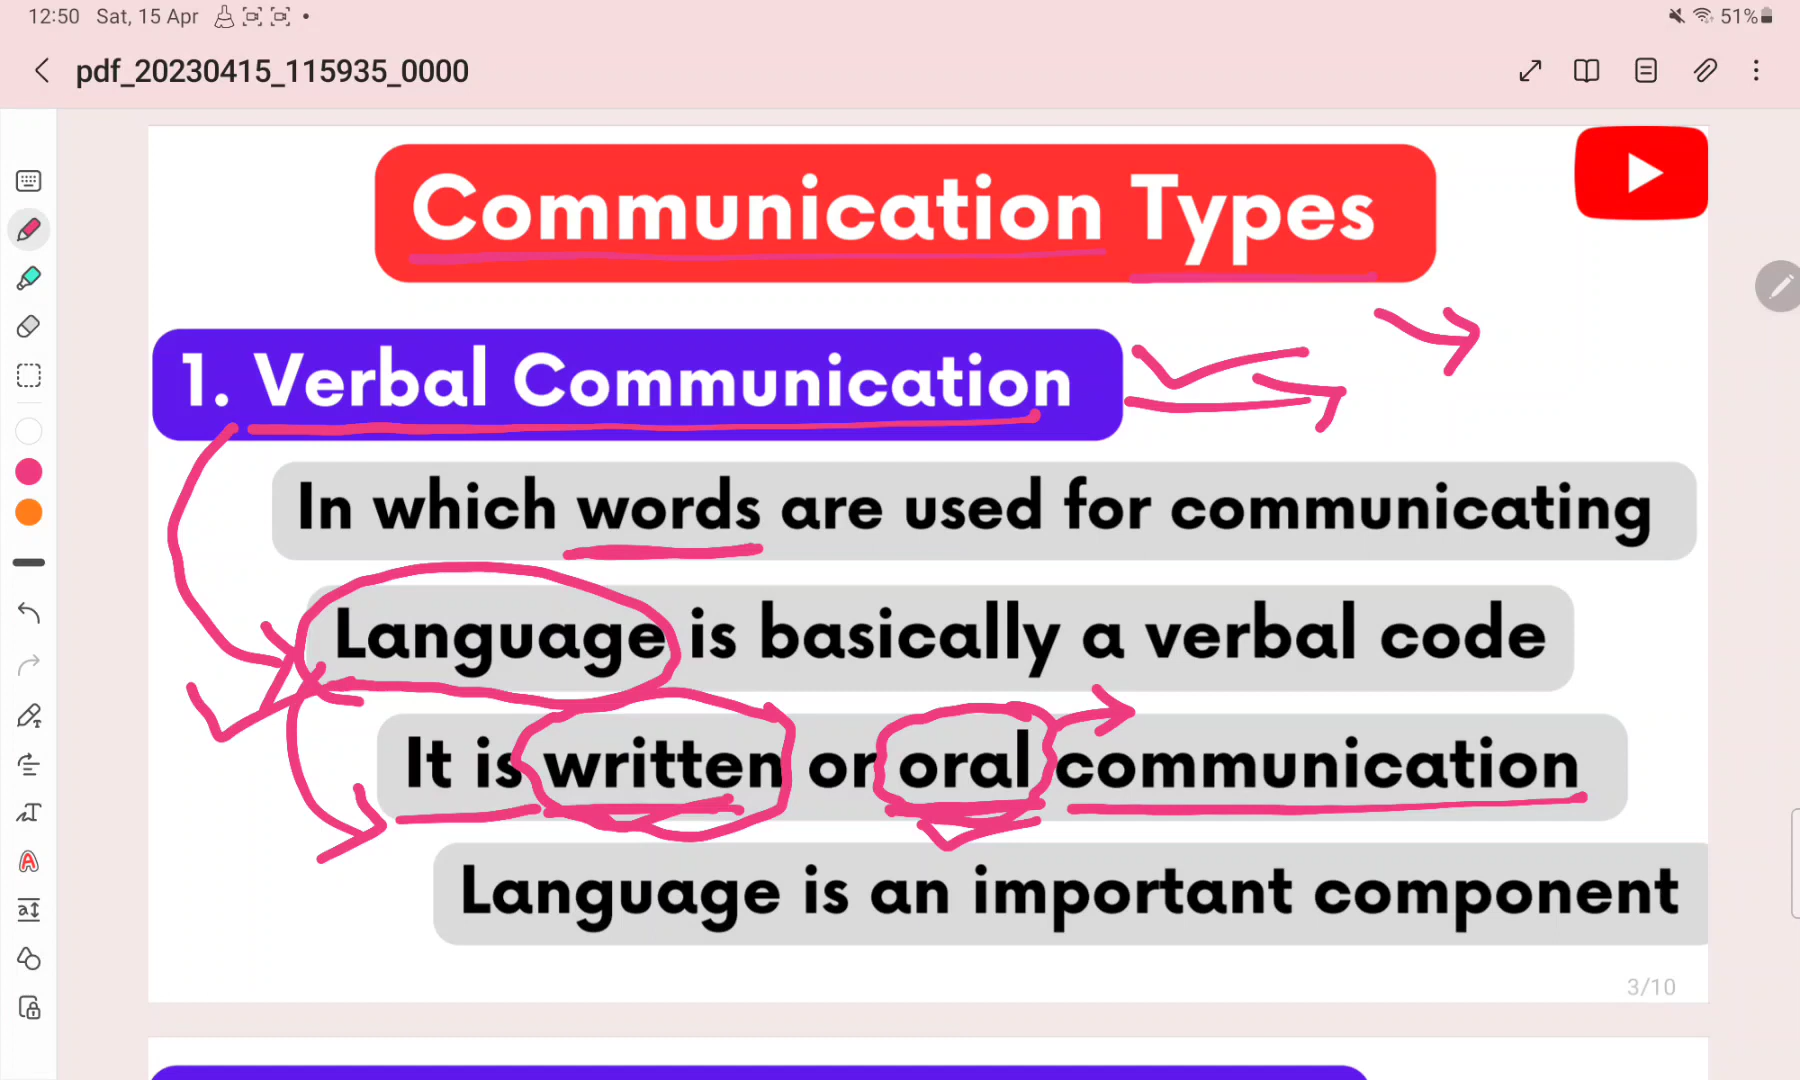 12:50 Sat, 15 Apr 51%
pdf_20230415_115935_0000
Communication Types
1. Verbal Communication
In which words are used for communicating
Language is basically a verbal code
It is written or oral communication
Language is an important component
3/10